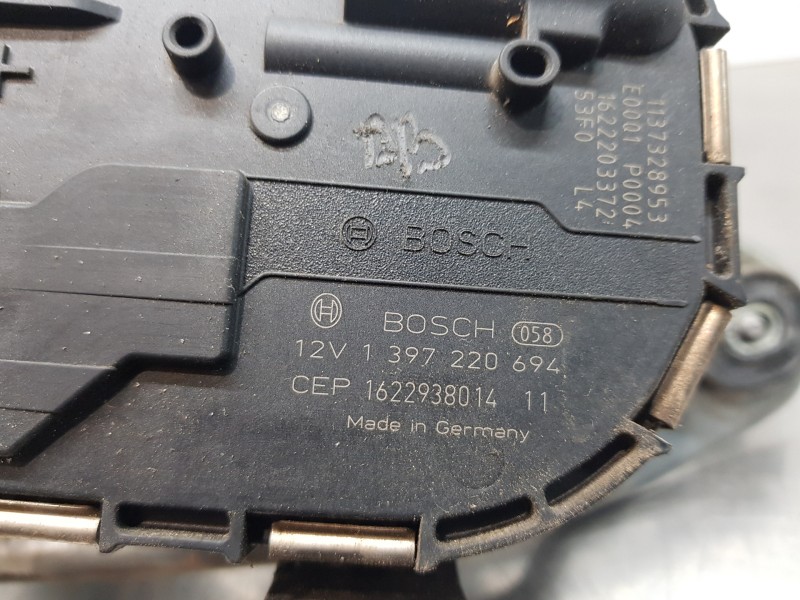 1137328953
E0001 P0004
1622203372
53F0 L4
BOSCH
BOSCH 058
12V 1 397 220 694
CEP 1622938014 11
Made in Germany